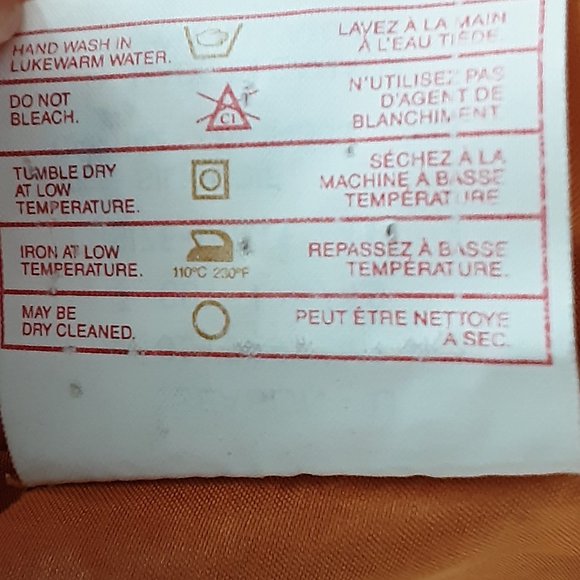 HAND WASH IN
LUKEWARM WATER.
LAVEZ À LA MAIN
À L'EAU TIÈDE
DO NOT
BLEACH.
Cl
N'UTILISEZ PAS
D'AGENT DE
BLANCHIMENT
TUMBLE DRY
AT LOW
TEMPERATURE.
SÉCHEZ À LA
MACHINE A BASSE
TEMPÉRATURE
IRON AT LOW
TEMPERATURE.
110°C 230°F
REPASSEZ À BASSE
TEMPÉRATURE.
MAY BE
DRY CLEANED.
PEUT ÊTRE NETTOYE
À SEC.